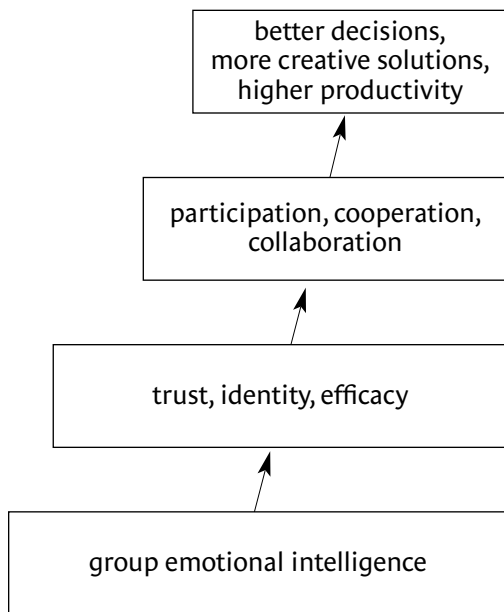 better decisions,
more creative solutions,
higher productivity
participation, cooperation,
collaboration
trust, identity, efficacy
group emotional intelligence